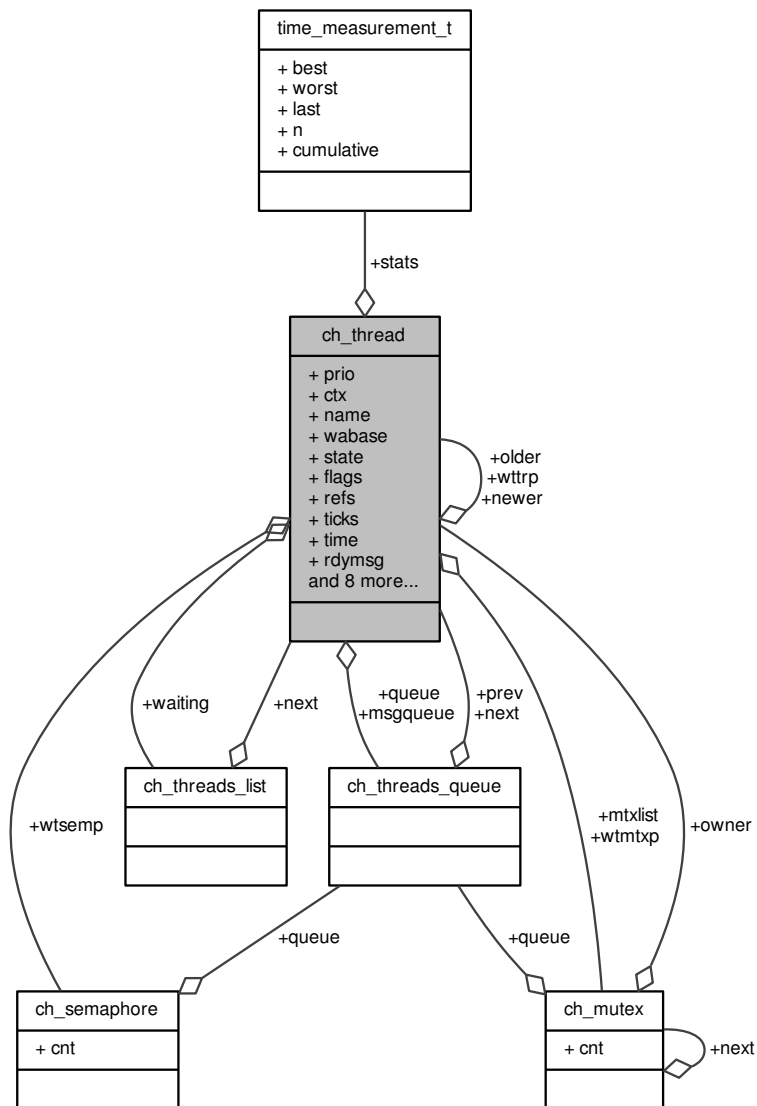 time_measurement_t
+ best
+ worst
+ last
+ n
+ cumulative
+stats
ch_thread
+ prio
+ ctx
+ name
+ wabase
+ state
+ flags
+ refs
+ ticks
+ time
+ rdymsg
and 8 more...
+older
+wttrp
+newer
+waiting
+next
+queue
+msgqueue
+prev
+next
ch_threads_list
ch_threads_queue
+wtsemp
+mtxlist
+wtmtxp
+owner
+queue
+queue
ch_semaphore
+ cnt
ch_mutex
+ cnt
+next